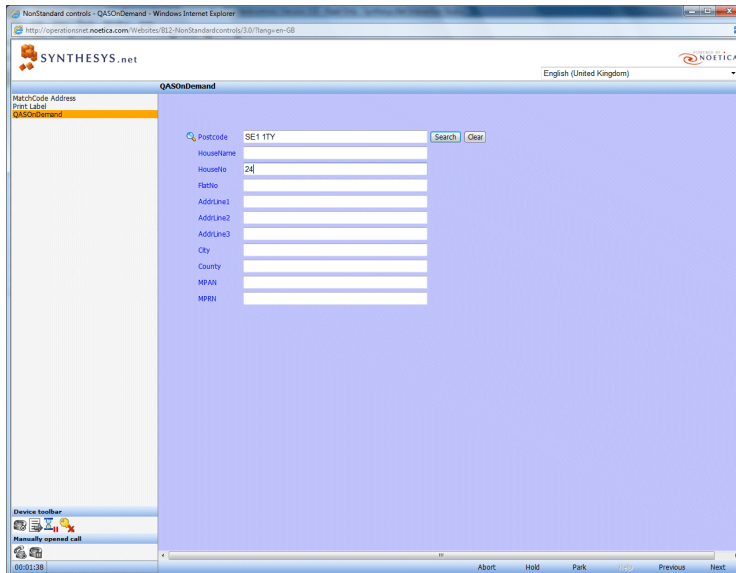 NonStandard controls - QASOnDemand - Windows Internet Explorer
http://operationsnet.noetica.com/Websites/B12-NonStandardcontrols/3.0/?lang=en-GB
SYNTHESYS.net
POWERED BY
NOETICA
English (United Kingdom)
QASOnDemand
MatchCode Address
Print Label
QASOnDemand
Postcode SE1 1TY Search Clear
HouseName
HouseNo 24
FlatNo
AddrLine1
AddrLine2
AddrLine3
City
County
MPAN
MPRN
Device toolbar
Manually opened call
00:01:38 Abort Hold Park Help Previous Next